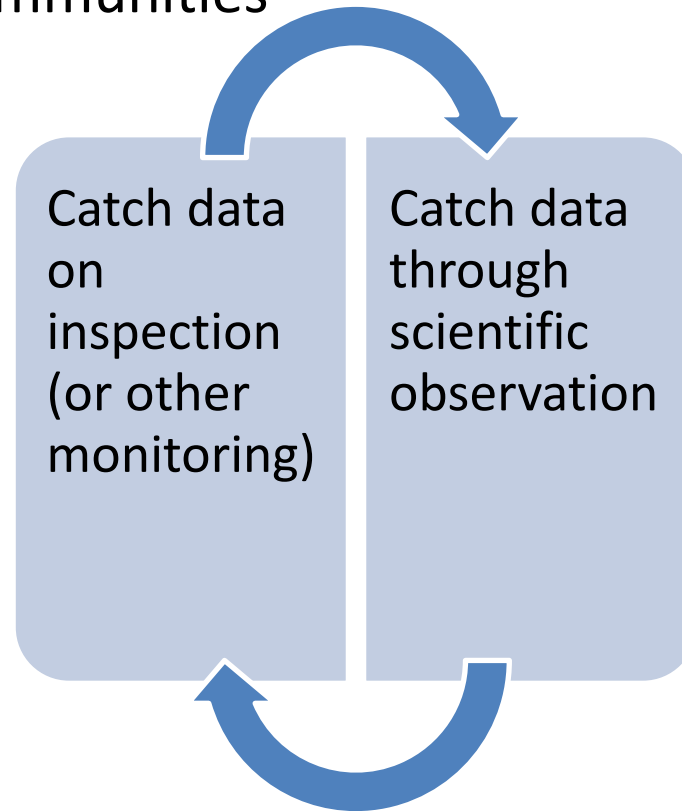 Catch data
on
inspection
(or other
monitoring)
Catch data
through
scientific
observation